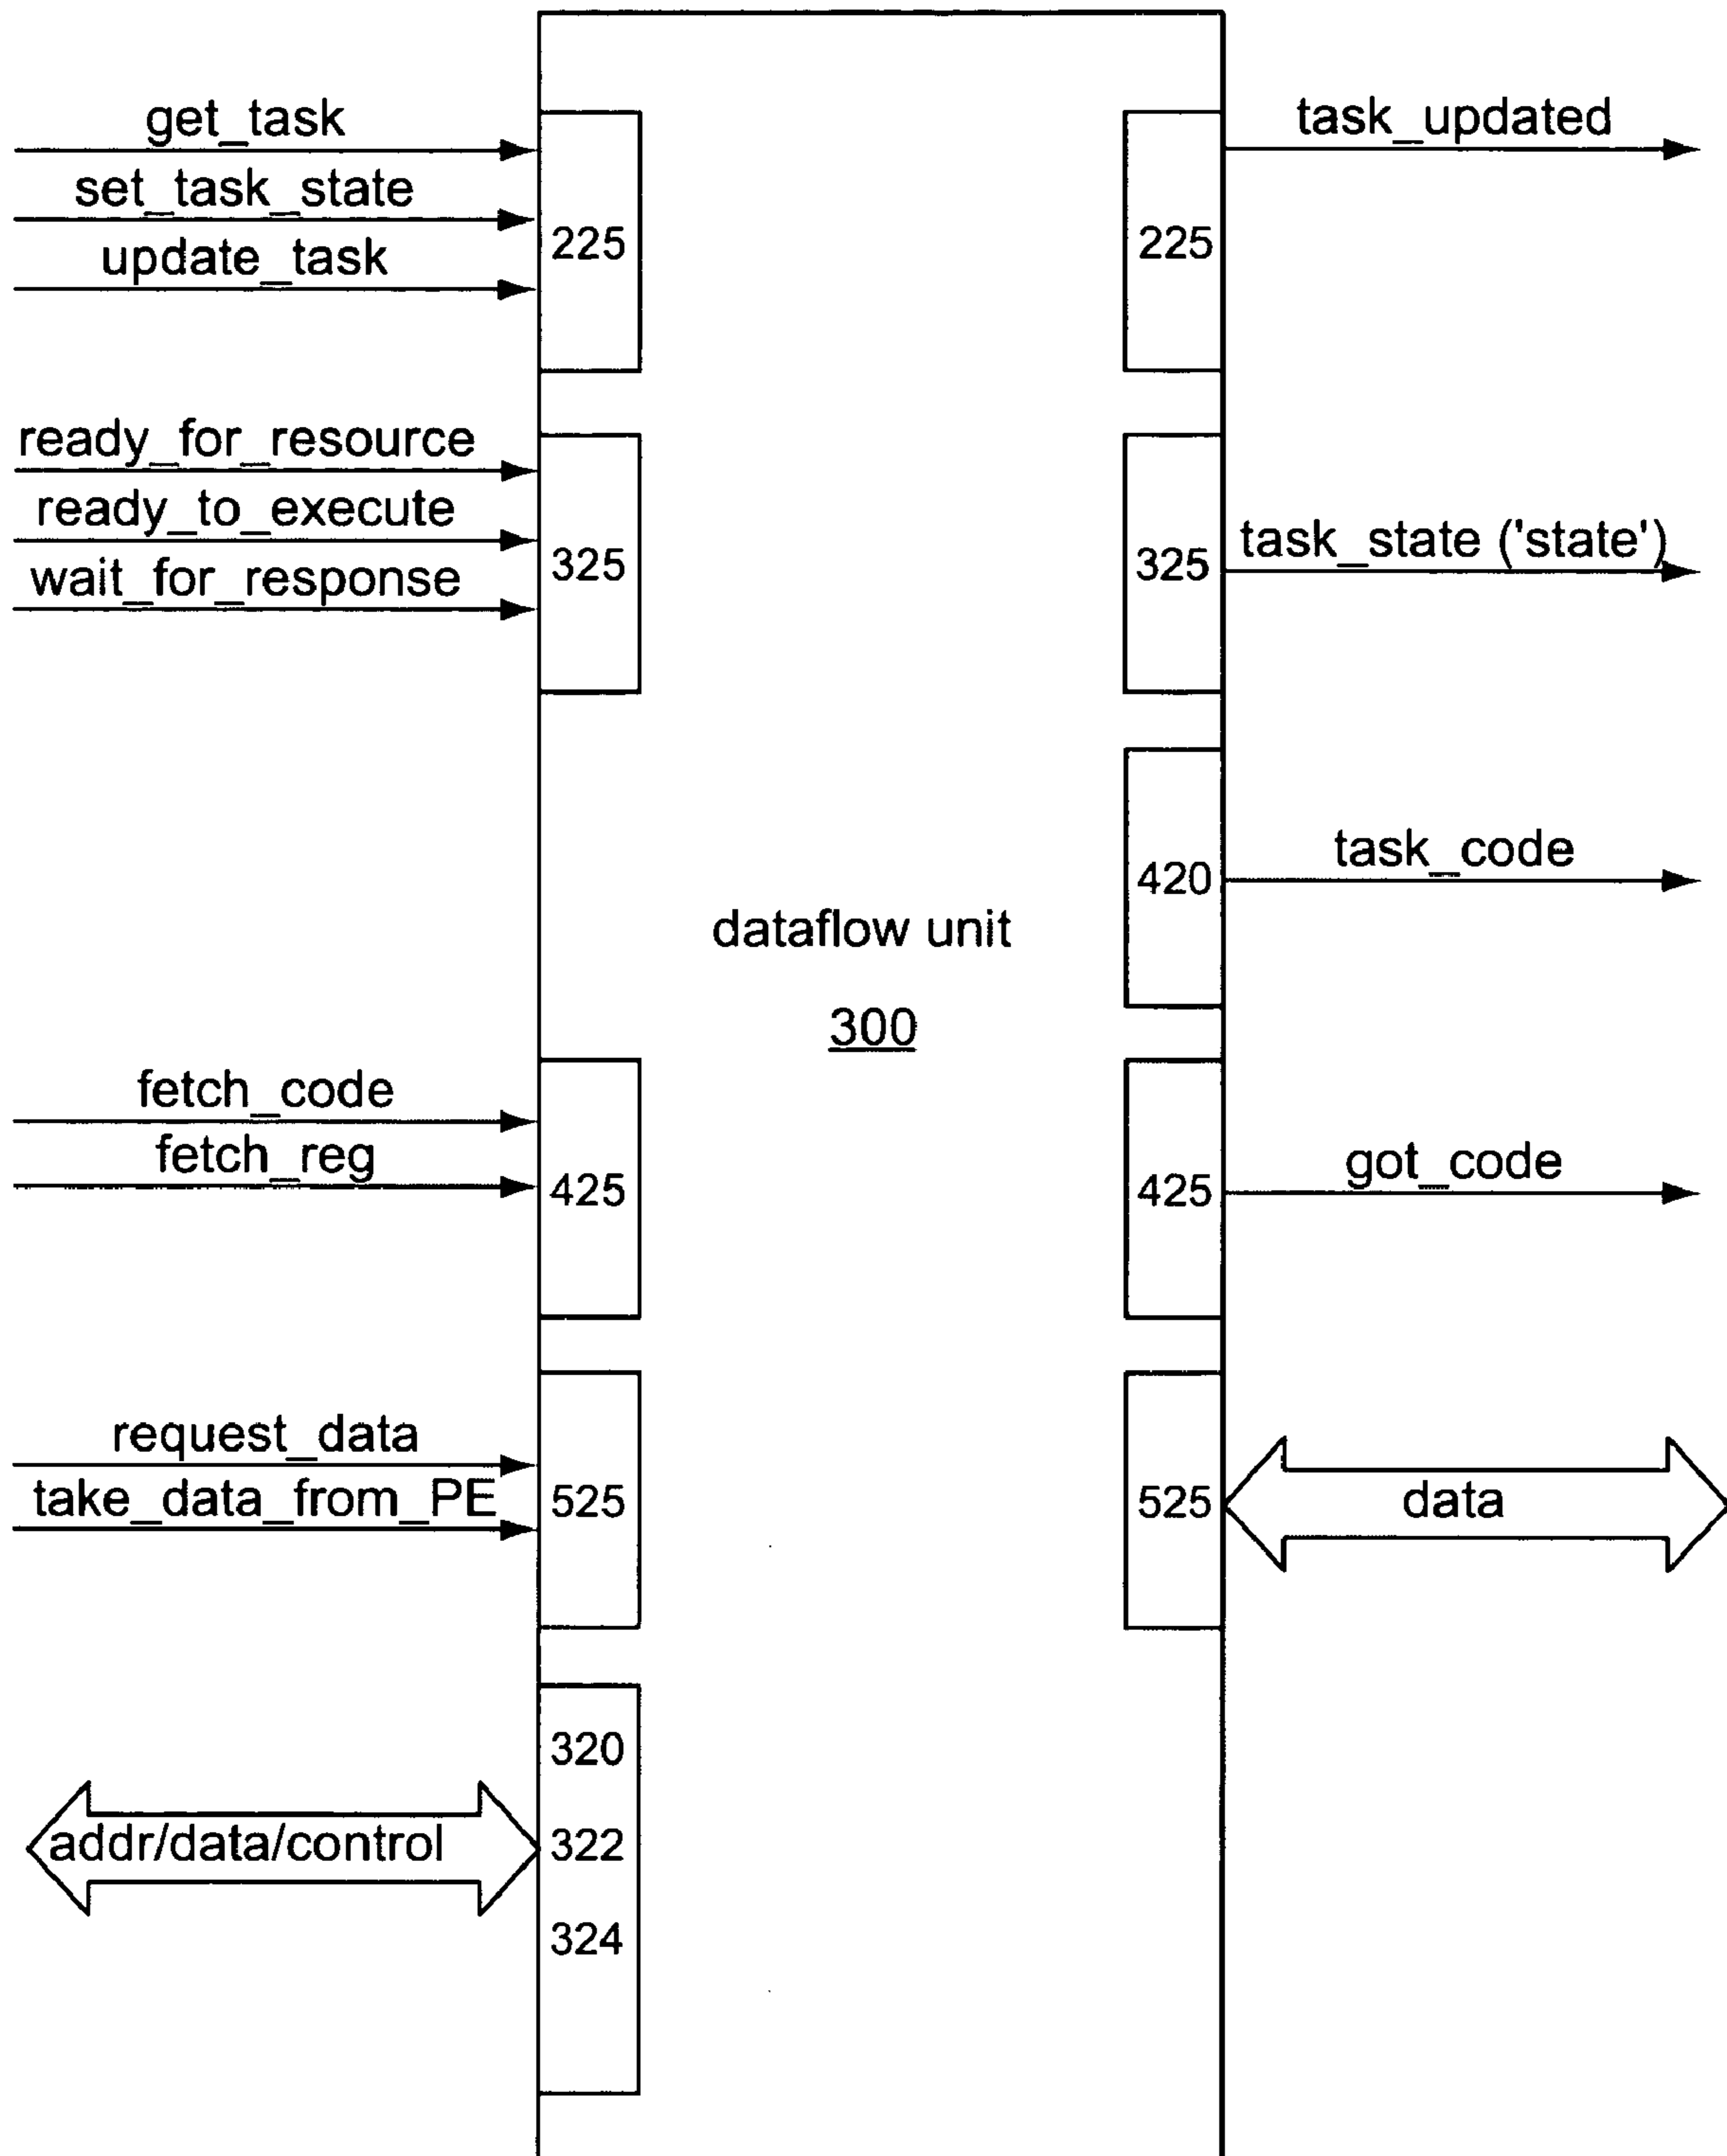 get_task
set_task_state
update_task
225
225
task_updated
ready_for_resource
ready_to_execute
wait_for_response
325
325
task_state ('state')
420
task_code
dataflow unit
300
fetch_code
fetch_reg
425
425
got_code
request_data
take_data_from_PE
525
525
data
320
addr/data/control
322
324